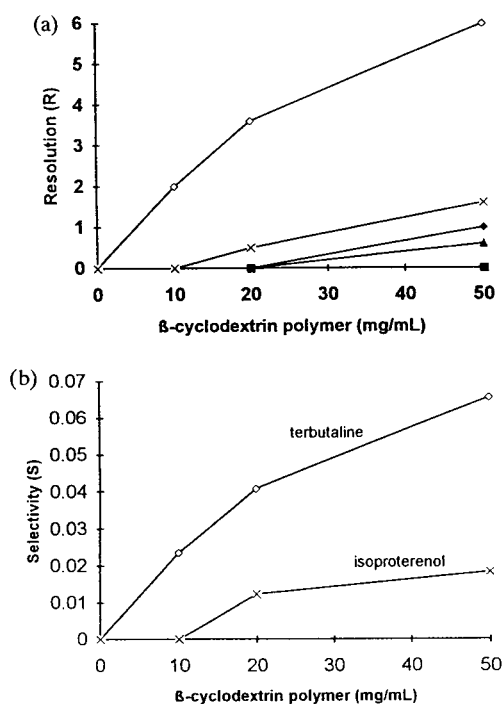 (a)
Resolution (R)
6
5
4
3
2
1
0
0 10 20 30 40 50
ß-cyclodextrin polymer (mg/mL)
(b)
Selectivity (S)
0.07
0.06
0.05
0.04
0.03
0.02
0.01
0
terbutaline
isoproterenol
0 10 20 30 40 50
ß-cyclodextrin polymer (mg/mL)